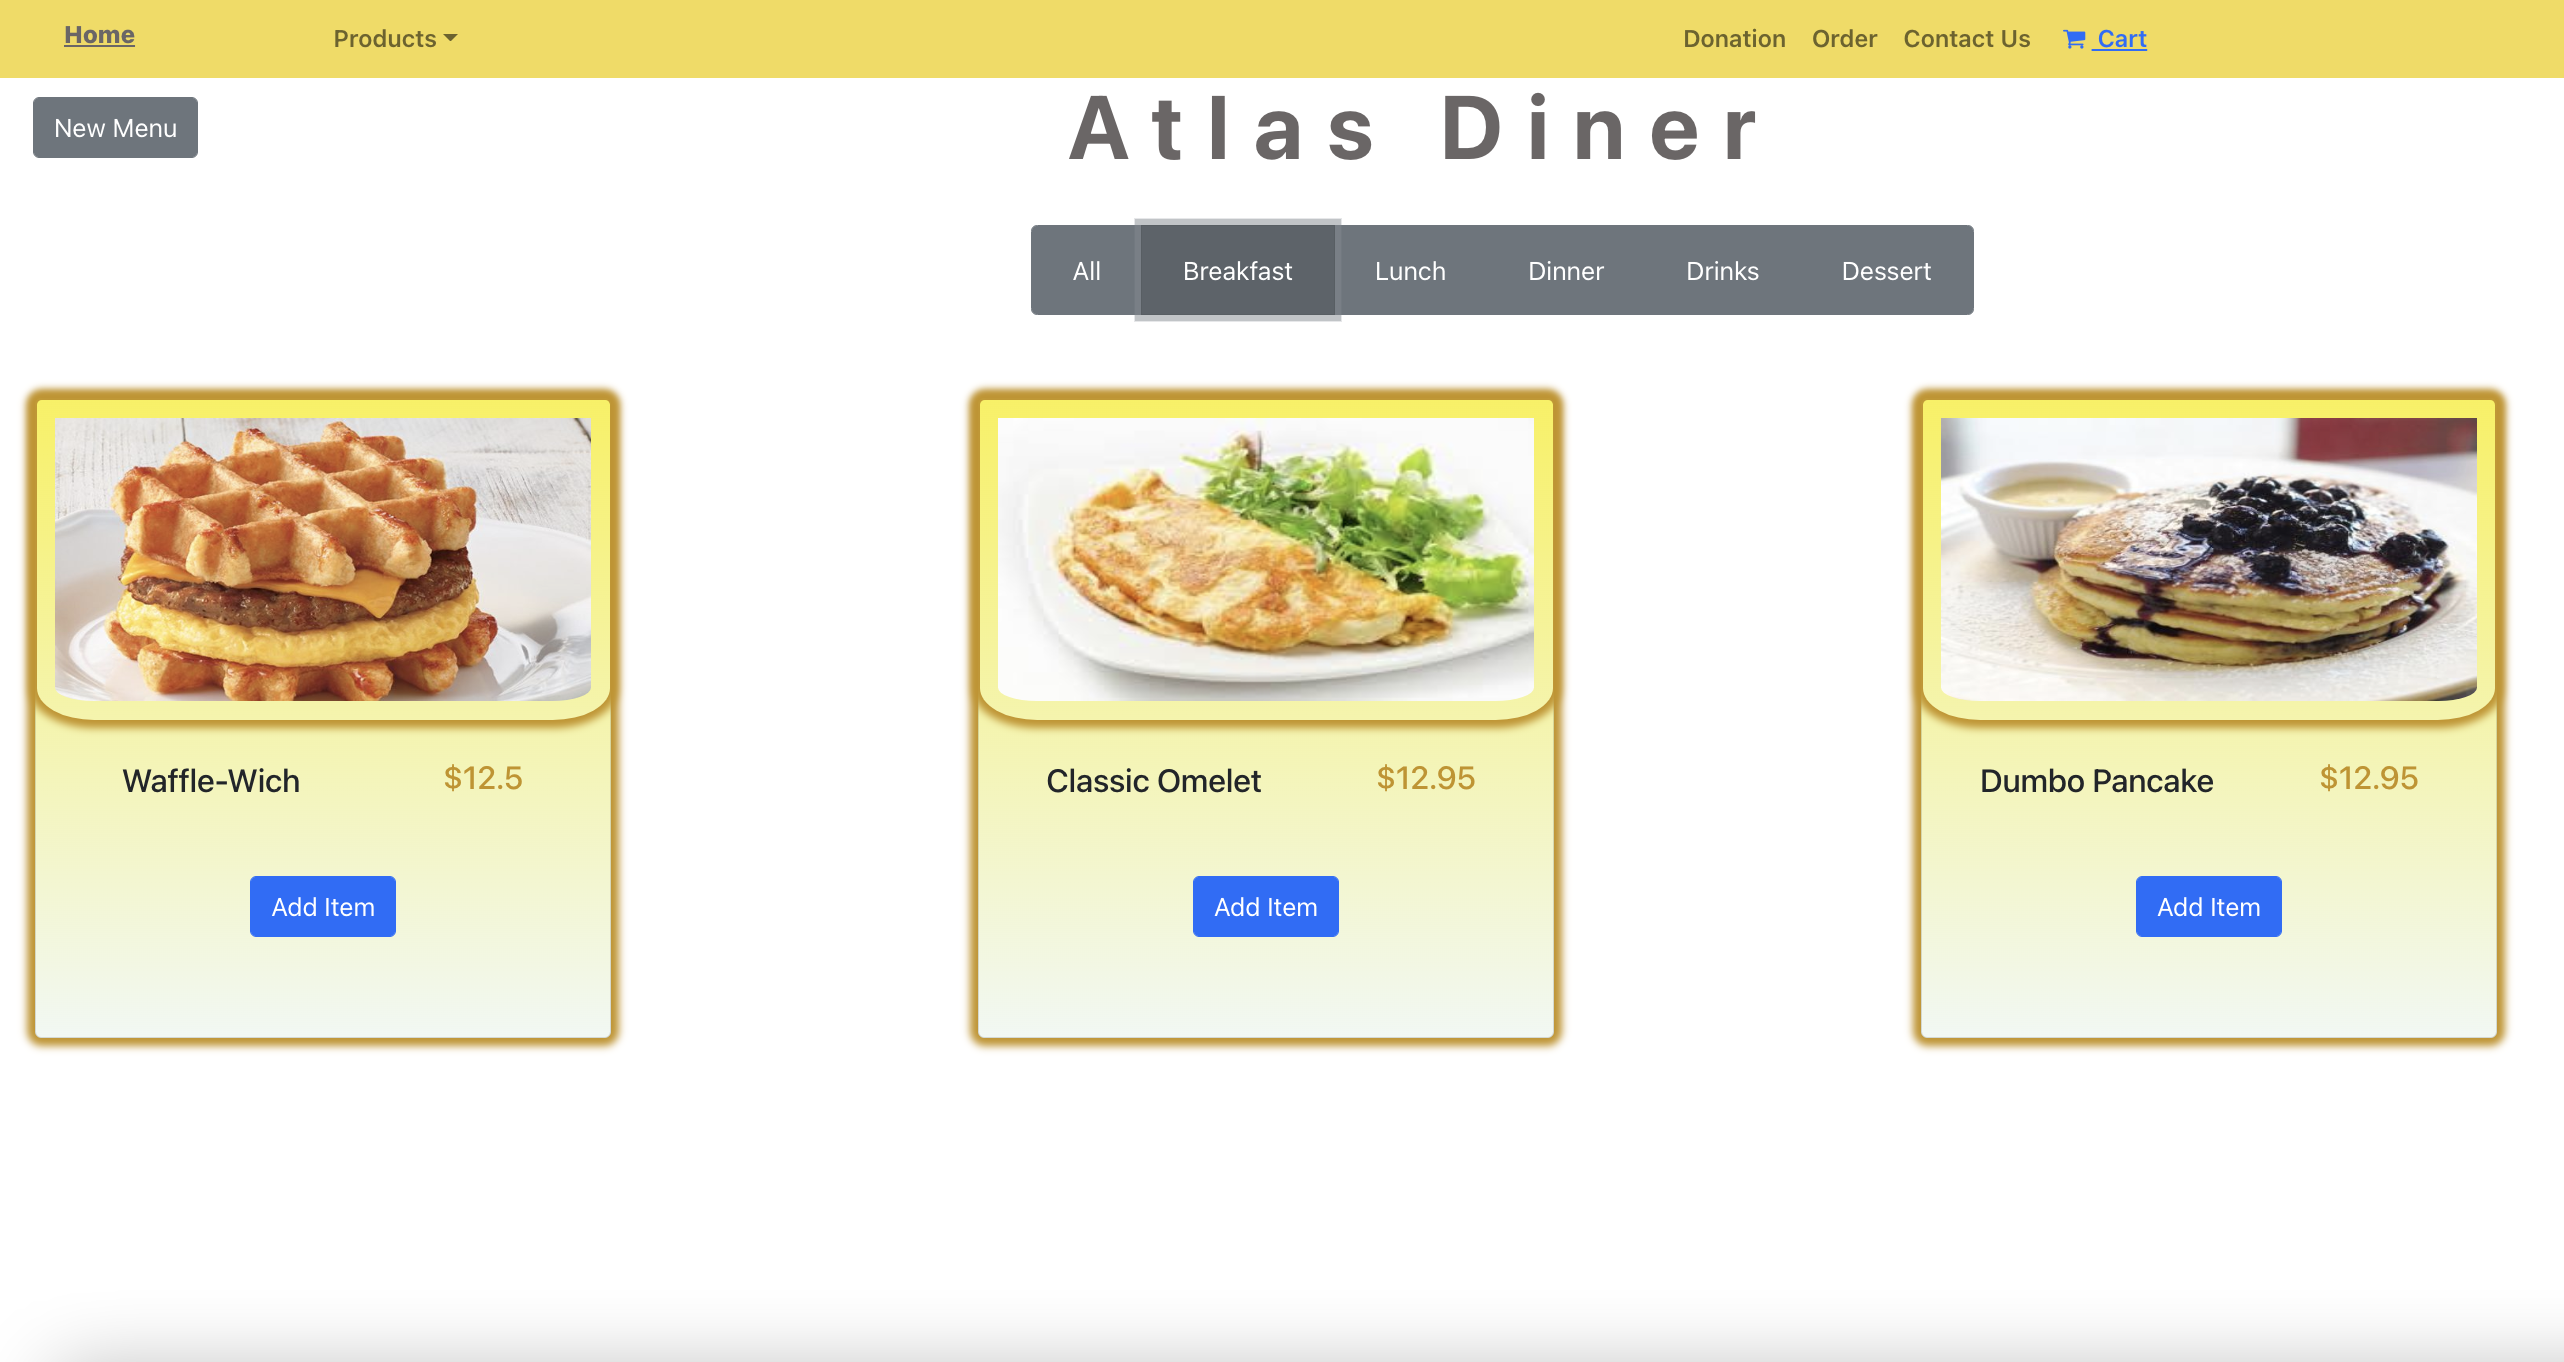 Home Products Donation Order Contact Us Cart
New Menu
Atlas Diner
All Breakfast Lunch Dinner Drinks Dessert
Waffle-Wich $12.5
Add Item
Classic Omelet $12.95
Add Item
Dumbo Pancake $12.95
Add Item